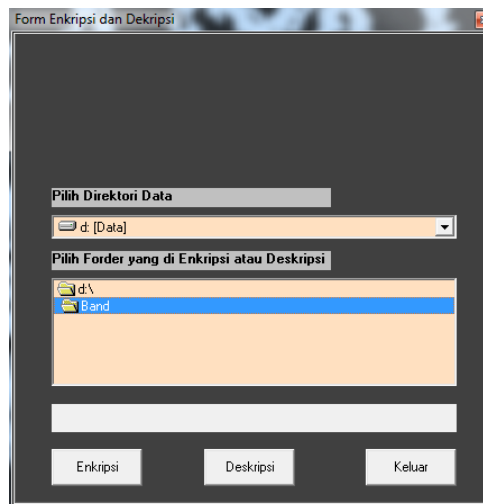 Form Enkripsi dan Dekripsi
Pilih Direktori Data
d: [Data]
Pilih Forder yang di Enkripsi atau Deskripsi
d:\
Band
Enkripsi
Deskripsi
Keluar